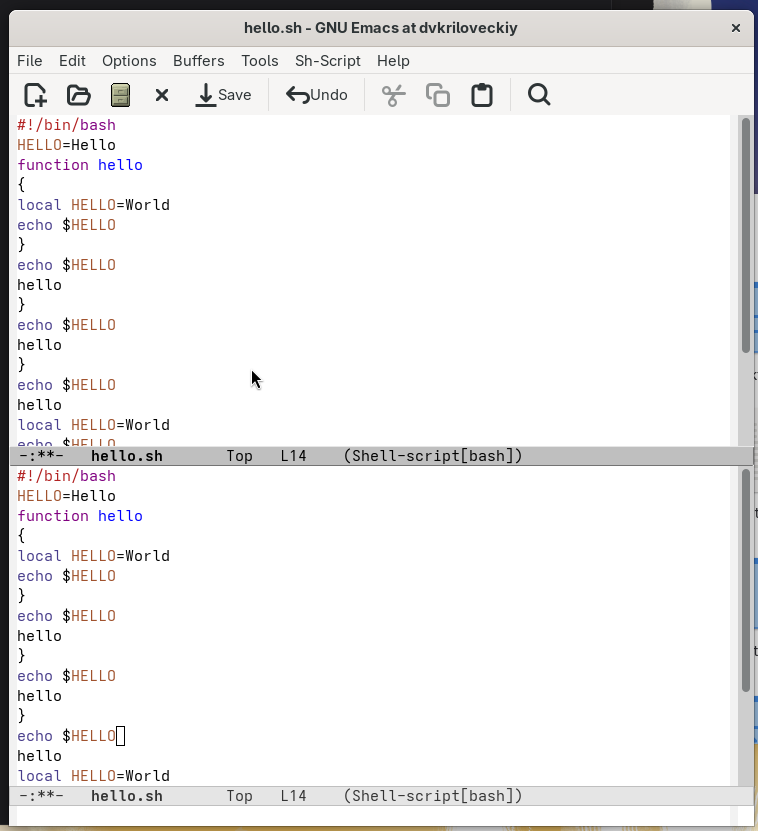 hello.sh - GNU Emacs at dvkriloveckiy
File Edit Options Buffers Tools Sh-Script Help
Save Undo
#!/bin/bash
HELLO=Hello
function hello
{
local HELLO=World
echo $HELLO
}
echo $HELLO
hello
}
echo $HELLO
hello
}
echo $HELLO
hello
local HELLO=World
echo $HELLO
-:**-   hello.sh       Top   L14    (Shell-script[bash])
#!/bin/bash
HELLO=Hello
function hello
{
local HELLO=World
echo $HELLO
}
echo $HELLO
hello
}
echo $HELLO
hello
}
echo $HELLO
hello
local HELLO=World
-:**-   hello.sh       Top   L14    (Shell-script[bash])